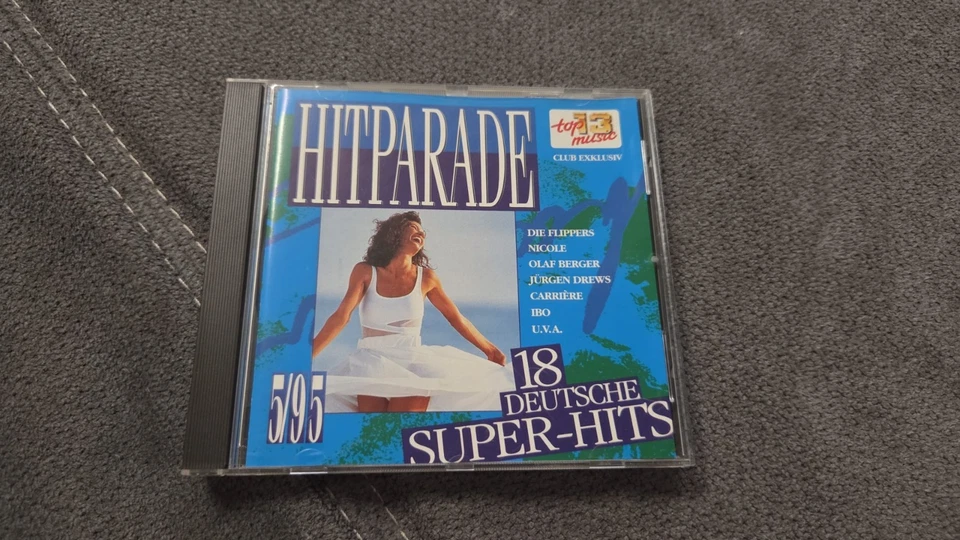 HITPARADE
top 13
music
CLUB EXKLUSIV
DIE FLIPPERS
NICOLE
OLAF BERGER
JÜRGEN DREWS
CARRIÈRE
IBO
U.V.A.
5/95
18
DEUTSCHE
SUPER-HITS